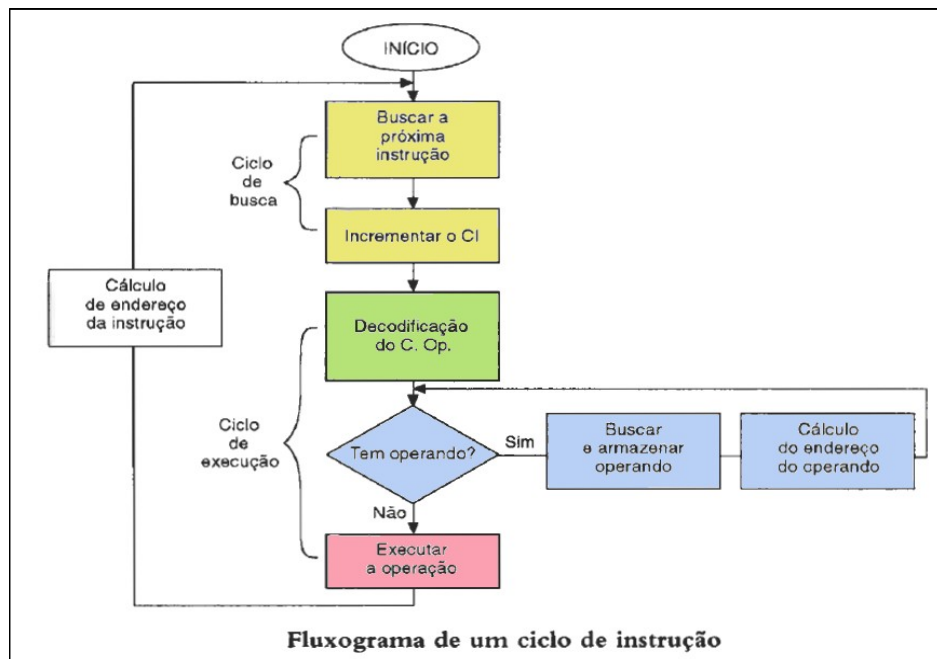 INÍCIO
Buscar a
próxima
instrução
Ciclo
de
busca
Incrementar o CI
Cálculo
de endereço
da instrução
Decodificação
do C. Op.
Ciclo
de
execução
Tem operando?
Sim
Buscar
e armazenar
operando
Cálculo
do endereço
do operando
Não
Executar
a operação
Fluxograma de um ciclo de instrução